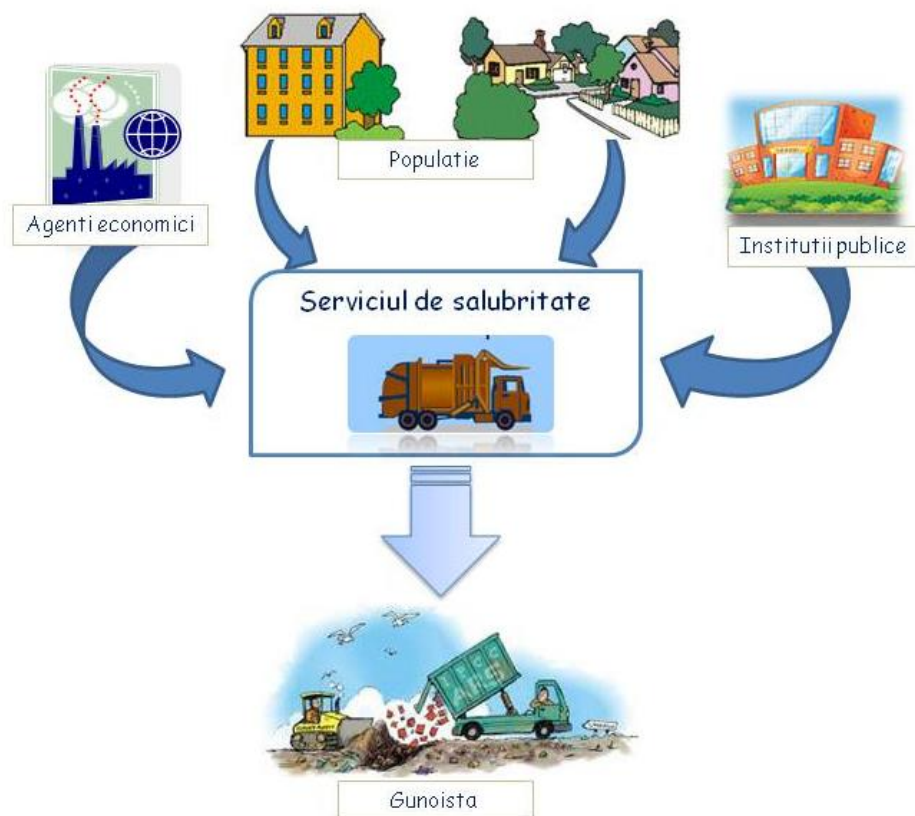 Populatie
Agenti economici
Institutii publice
Serviciul de salubritate
Gunoista